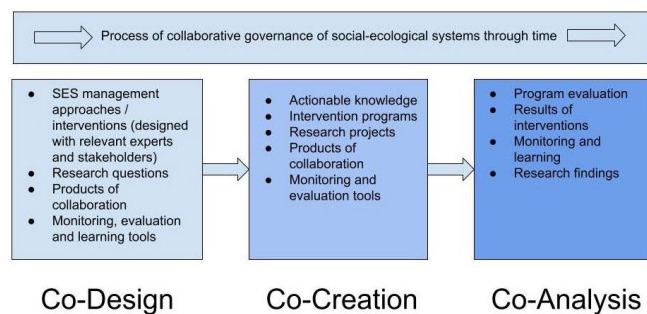 Process of collaborative governance of social-ecological systems through time
● SES management
approaches /
interventions (designed
with relevant experts
and stakeholders)
● Research questions
● Products of
collaboration
● Monitoring, evaluation
and learning tools
● Actionable knowledge
● Intervention programs
● Research projects
● Products of
collaboration
● Monitoring and
evaluation tools
● Program evaluation
● Results of
interventions
● Monitoring and
learning
● Research findings
Co-Design
Co-Creation
Co-Analysis